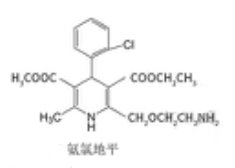 Cl
H₃COOC COOCH₂CH₃
H₃C N H CH₂OCH₂CH₂NH₂
氨氯地平